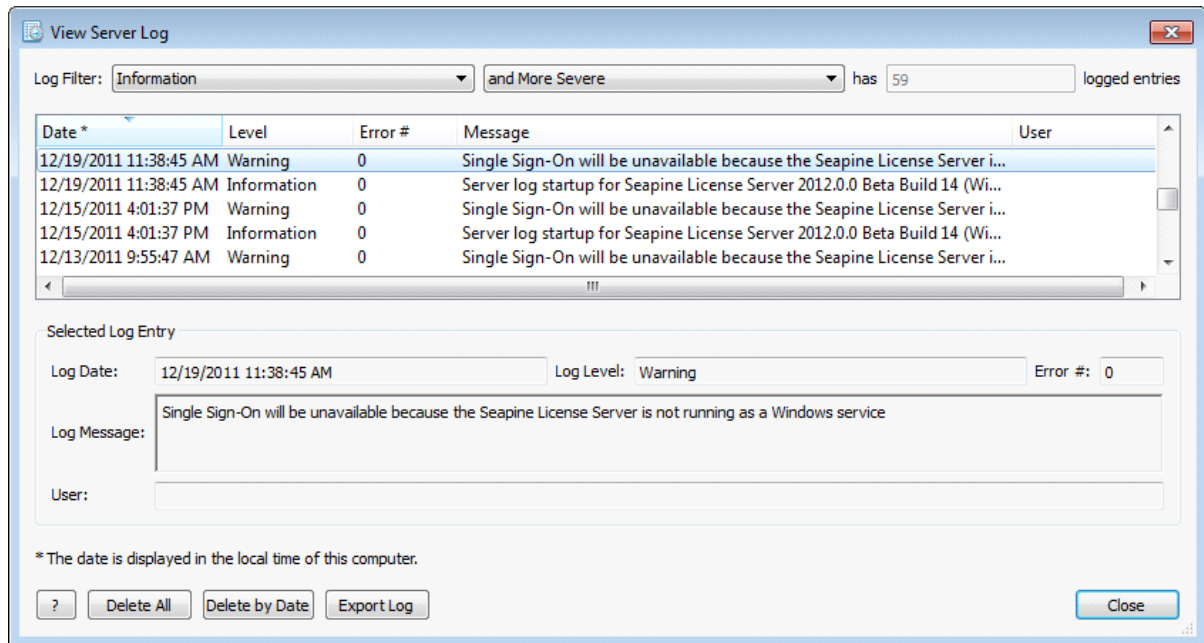 View Server Log
Log Filter: Information and More Severe has 59 logged entries
Date * Level Error # Message User
12/19/2011 11:38:45 AM Warning 0 Single Sign-On will be unavailable because the Seapine License Server i...
12/19/2011 11:38:45 AM Information 0 Server log startup for Seapine License Server 2012.0.0 Beta Build 14 (Wi...
12/15/2011 4:01:37 PM Warning 0 Single Sign-On will be unavailable because the Seapine License Server i...
12/15/2011 4:01:37 PM Information 0 Server log startup for Seapine License Server 2012.0.0 Beta Build 14 (Wi...
12/13/2011 9:55:47 AM Warning 0 Single Sign-On will be unavailable because the Seapine License Server i...
Selected Log Entry
Log Date: 12/19/2011 11:38:45 AM Log Level: Warning Error #: 0
Single Sign-On will be unavailable because the Seapine License Server is not running as a Windows service
Log Message:
User:
* The date is displayed in the local time of this computer.
? Delete All Delete by Date Export Log Close